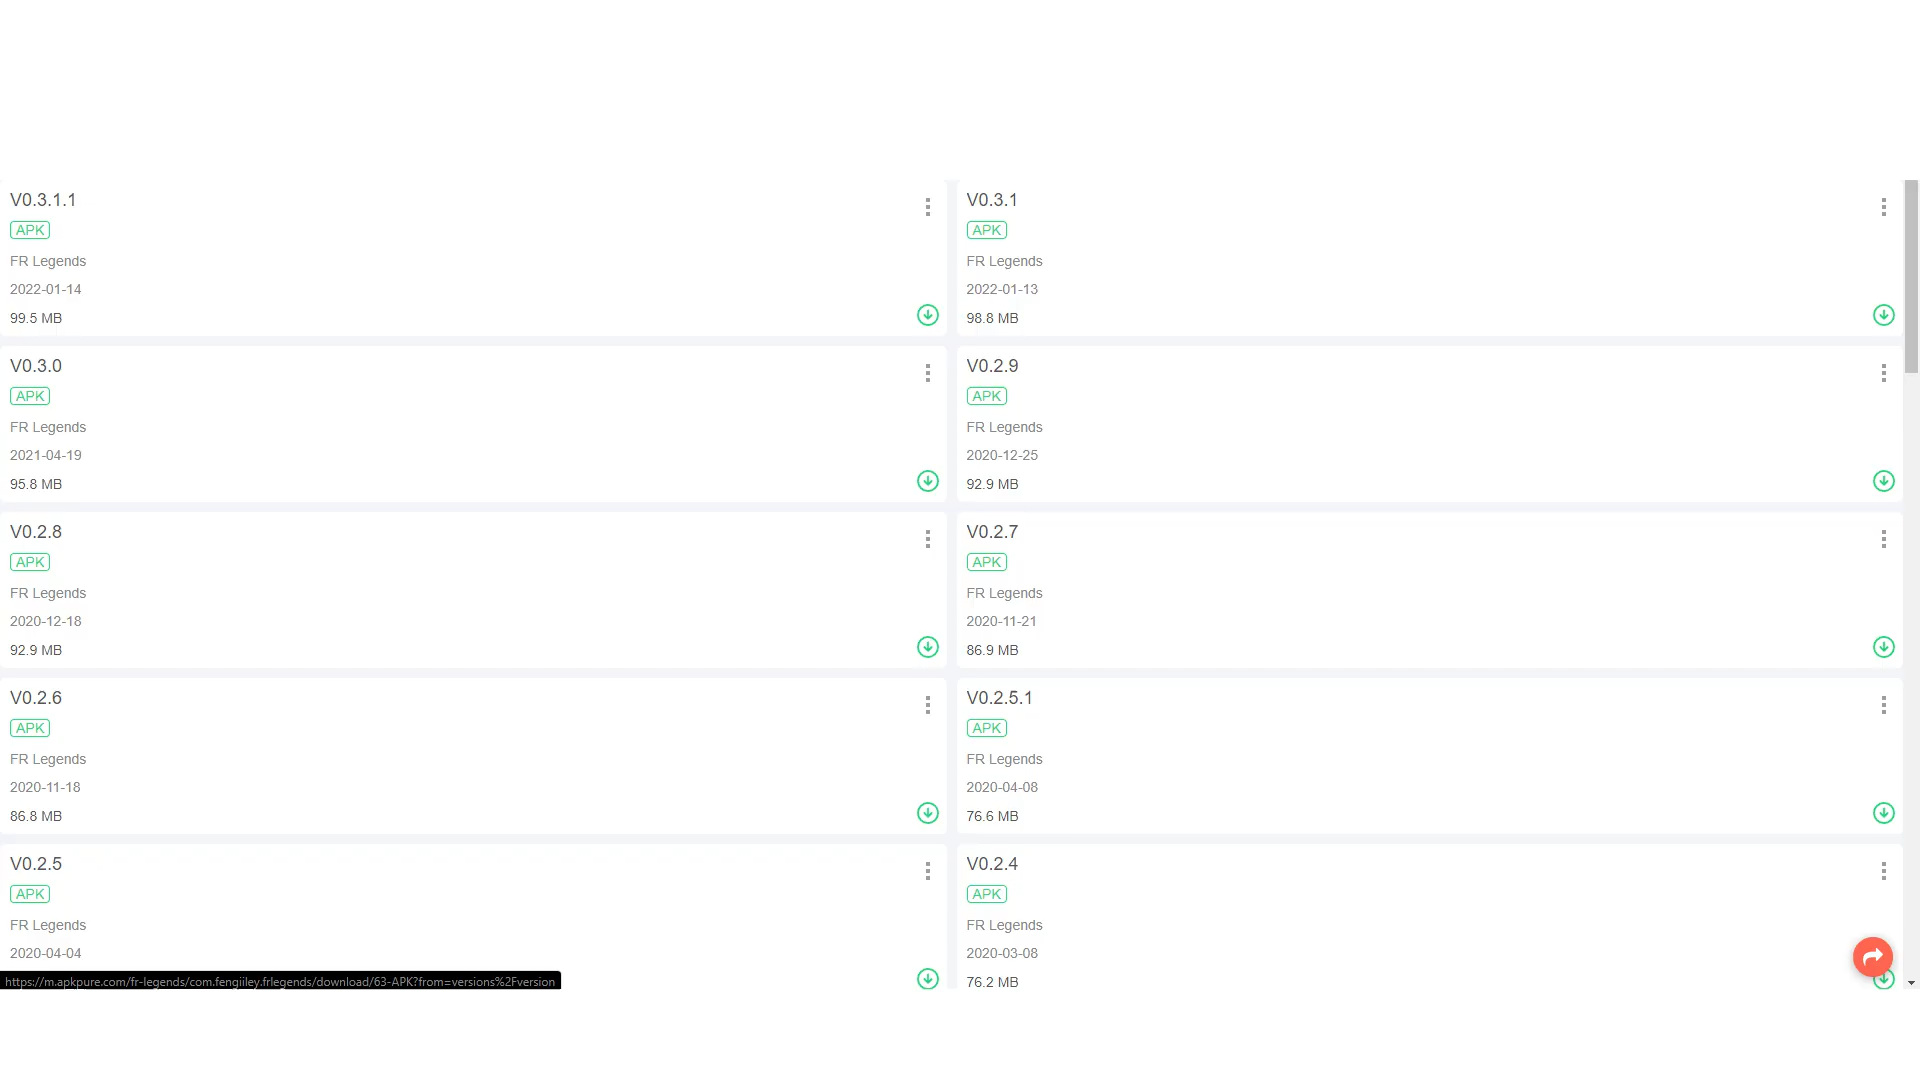 V0.3.1.1
APK
FR Legends
2022-01-14
99.5 MB
V0.3.1
APK
FR Legends
2022-01-13
98.8 MB
V0.3.0
APK
FR Legends
2021-04-19
95.8 MB
V0.2.9
APK
FR Legends
2020-12-25
92.9 MB
V0.2.8
APK
FR Legends
2020-12-18
92.9 MB
V0.2.7
APK
FR Legends
2020-11-21
86.9 MB
V0.2.6
APK
FR Legends
2020-11-18
86.8 MB
V0.2.5.1
APK
FR Legends
2020-04-08
76.6 MB
V0.2.5
APK
FR Legends
2020-04-04
V0.2.4
APK
FR Legends
2020-03-08
76.2 MB
https://m.apkpure.com/fr-legends/com.fengiiley.frlegends/download/63-APK?from=versions%2Fversion